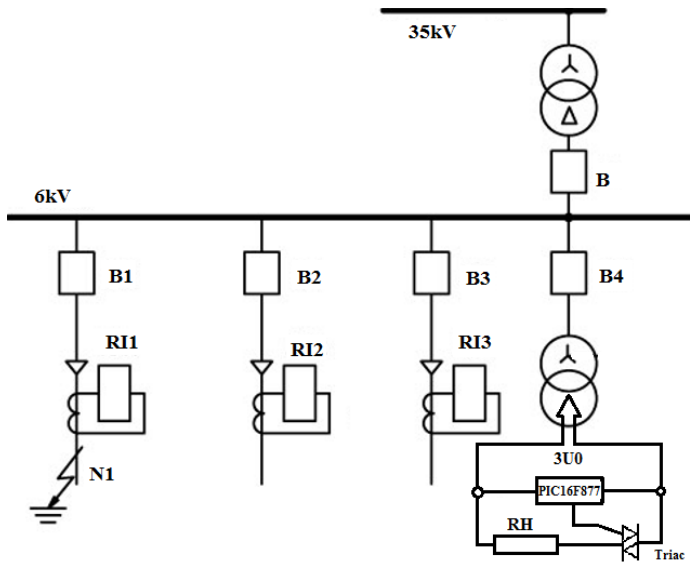 35kV
B
6kV
B1
B2
B3
B4
RI1
RI2
RI3
N1
3U0
PIC16F877
RH
Triac